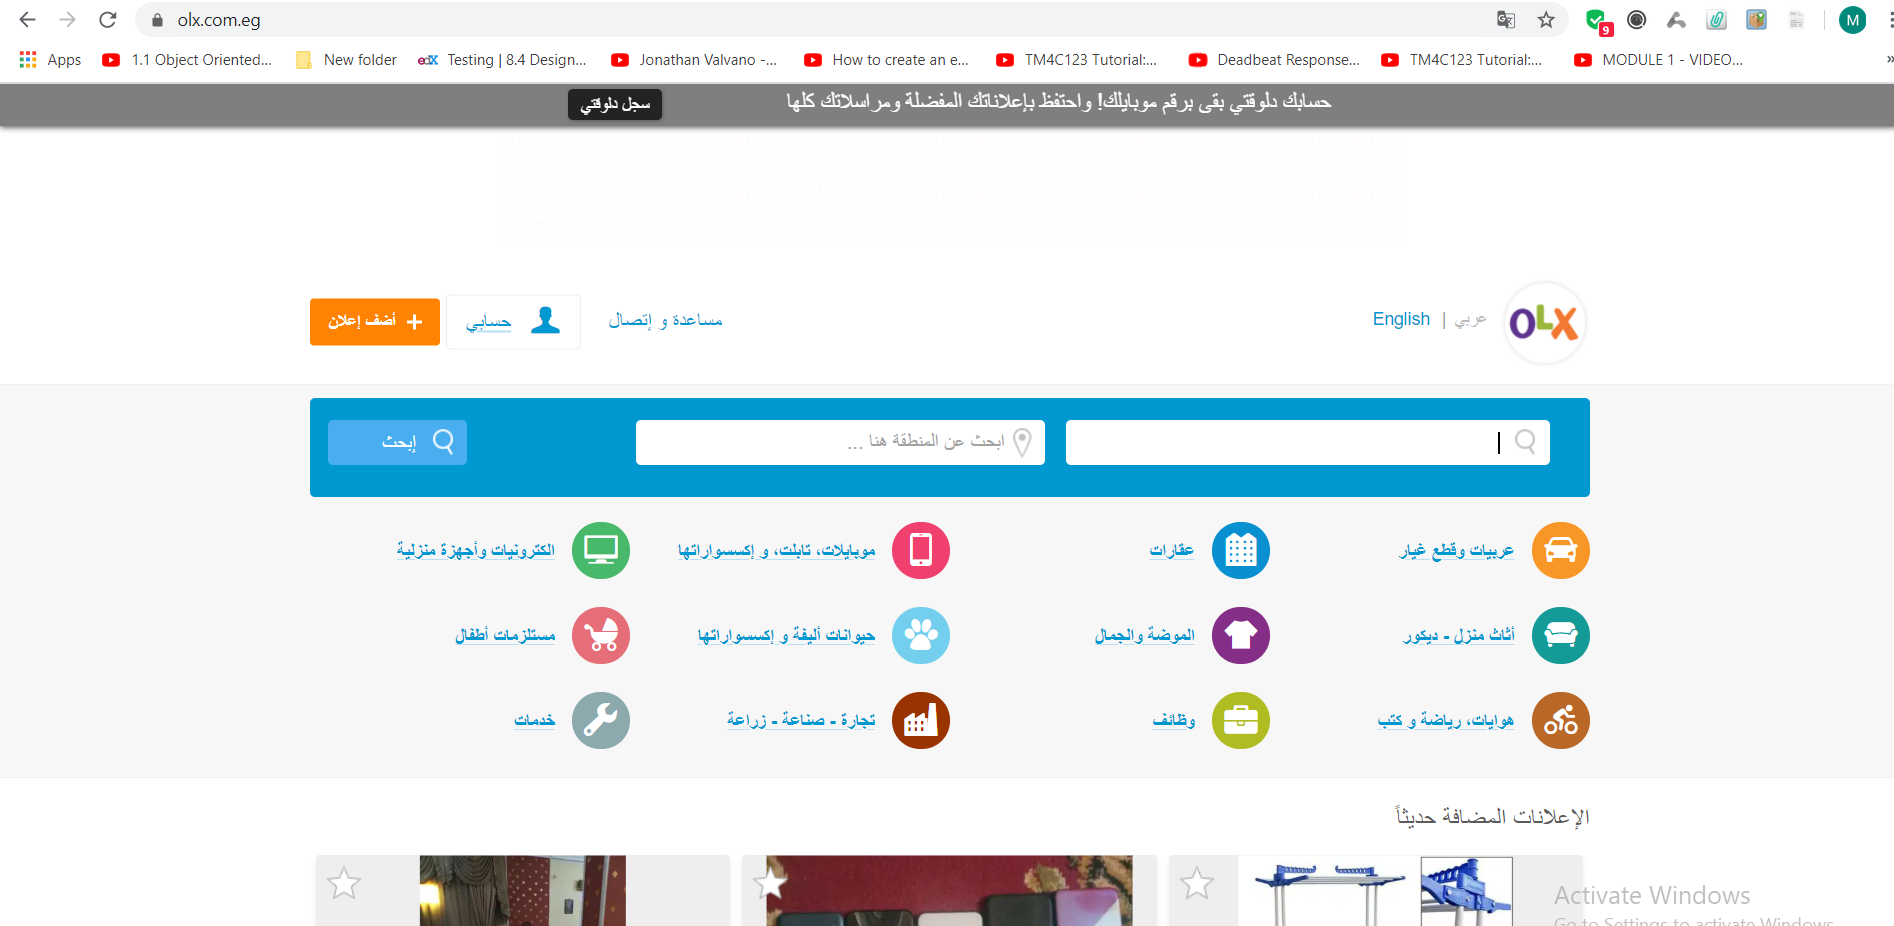 olx.com.eg
9
M
Apps
1.1 Object Oriented...
New folder
edX Testing | 8.4 Design...
Jonathan Valvano -...
How to create an e...
TM4C123 Tutorial:...
Deadbeat Response...
TM4C123 Tutorial:...
MODULE 1 - VIDEO...
»
حسابك دلوقتي بقى برقم موبايلك! واحتفظ بإعلاناتك المفضلة ومراسلاتك كلها
سجل دلوقتي
OLX
عربي | English
مساعدة و إتصال
حسابي
أضف إعلان +
ابحث عن المنطقة هنا ...
إبحث
عربيات وقطع غيار
عقارات
موبايلات، تابلت، و إكسسواراتها
الكترونيات وأجهزة منزلية
أثاث منزل - ديكور
الموضة والجمال
حيوانات أليفة و إكسسواراتها
مستلزمات أطفال
هوايات، رياضة و كتب
وظائف
تجارة - صناعة - زراعة
خدمات
الإعلانات المضافة حديثاً
Activate Windows
Go to Settings to activate Windows.